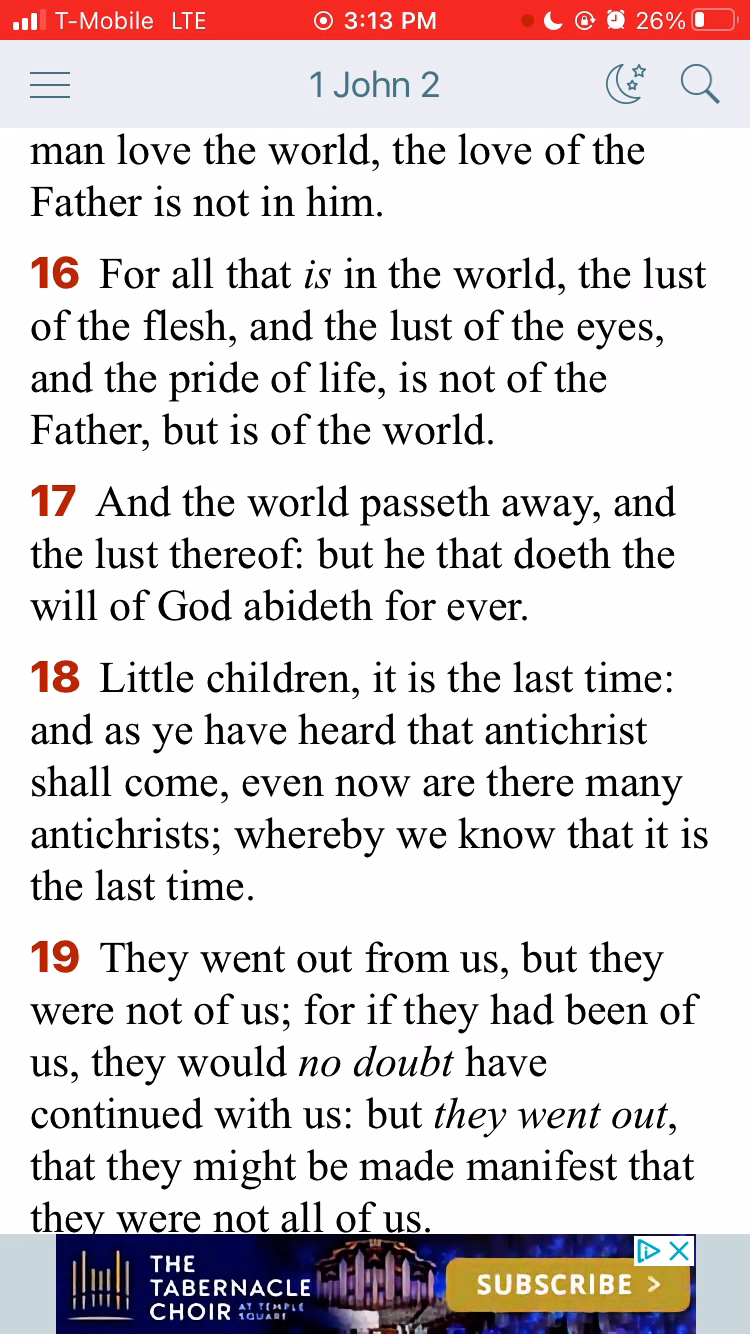 T-Mobile LTE 3:13 PM 26%
1 John 2
man love the world, the love of the
Father is not in him.
16 For all that is in the world, the lust
of the flesh, and the lust of the eyes,
and the pride of life, is not of the
Father, but is of the world.
17 And the world passeth away, and
the lust thereof: but he that doeth the
will of God abideth for ever.
18 Little children, it is the last time:
and as ye have heard that antichrist
shall come, even now are there many
antichrists; whereby we know that it is
the last time.
19 They went out from us, but they
were not of us; for if they had been of
us, they would no doubt have
continued with us: but they went out,
that they might be made manifest that
they were not all of us.
THE
TABERNACLE
CHOIR AT TEMPLE SQUARE
SUBSCRIBE >